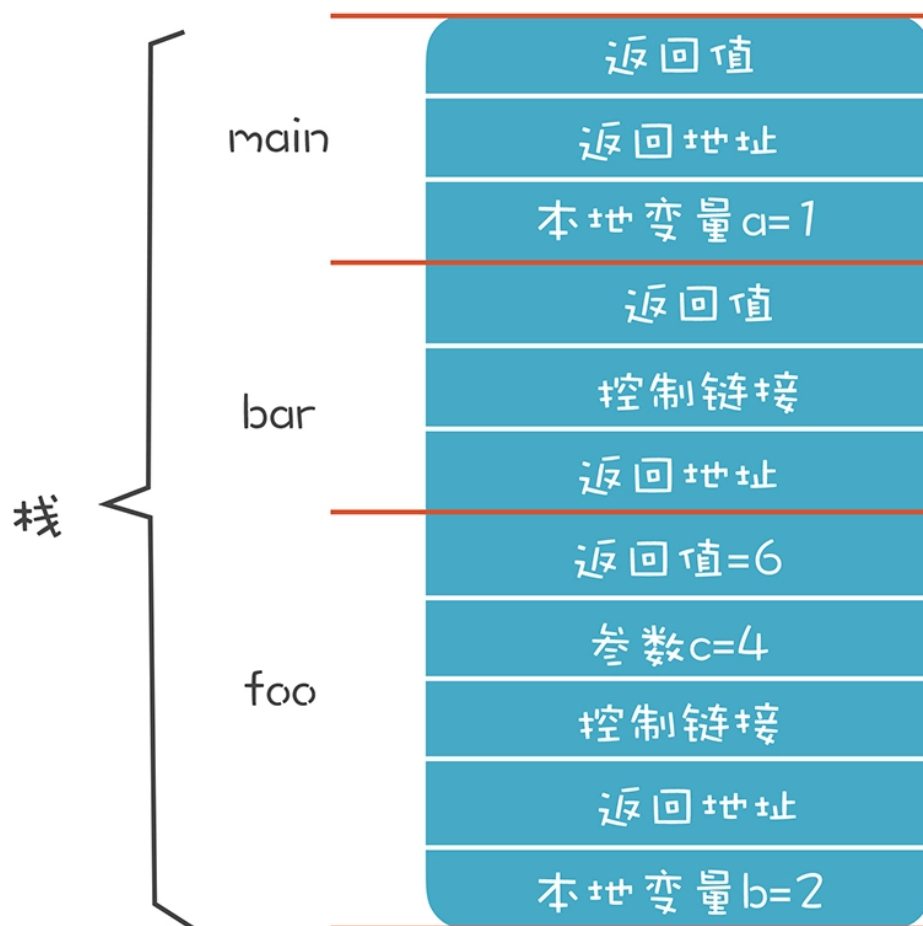 栈
main
返回值
返回地址
本地变量a=1
bar
返回值
控制链接
返回地址
foo
返回值=6
参数c=4
控制链接
返回地址
本地变量b=2